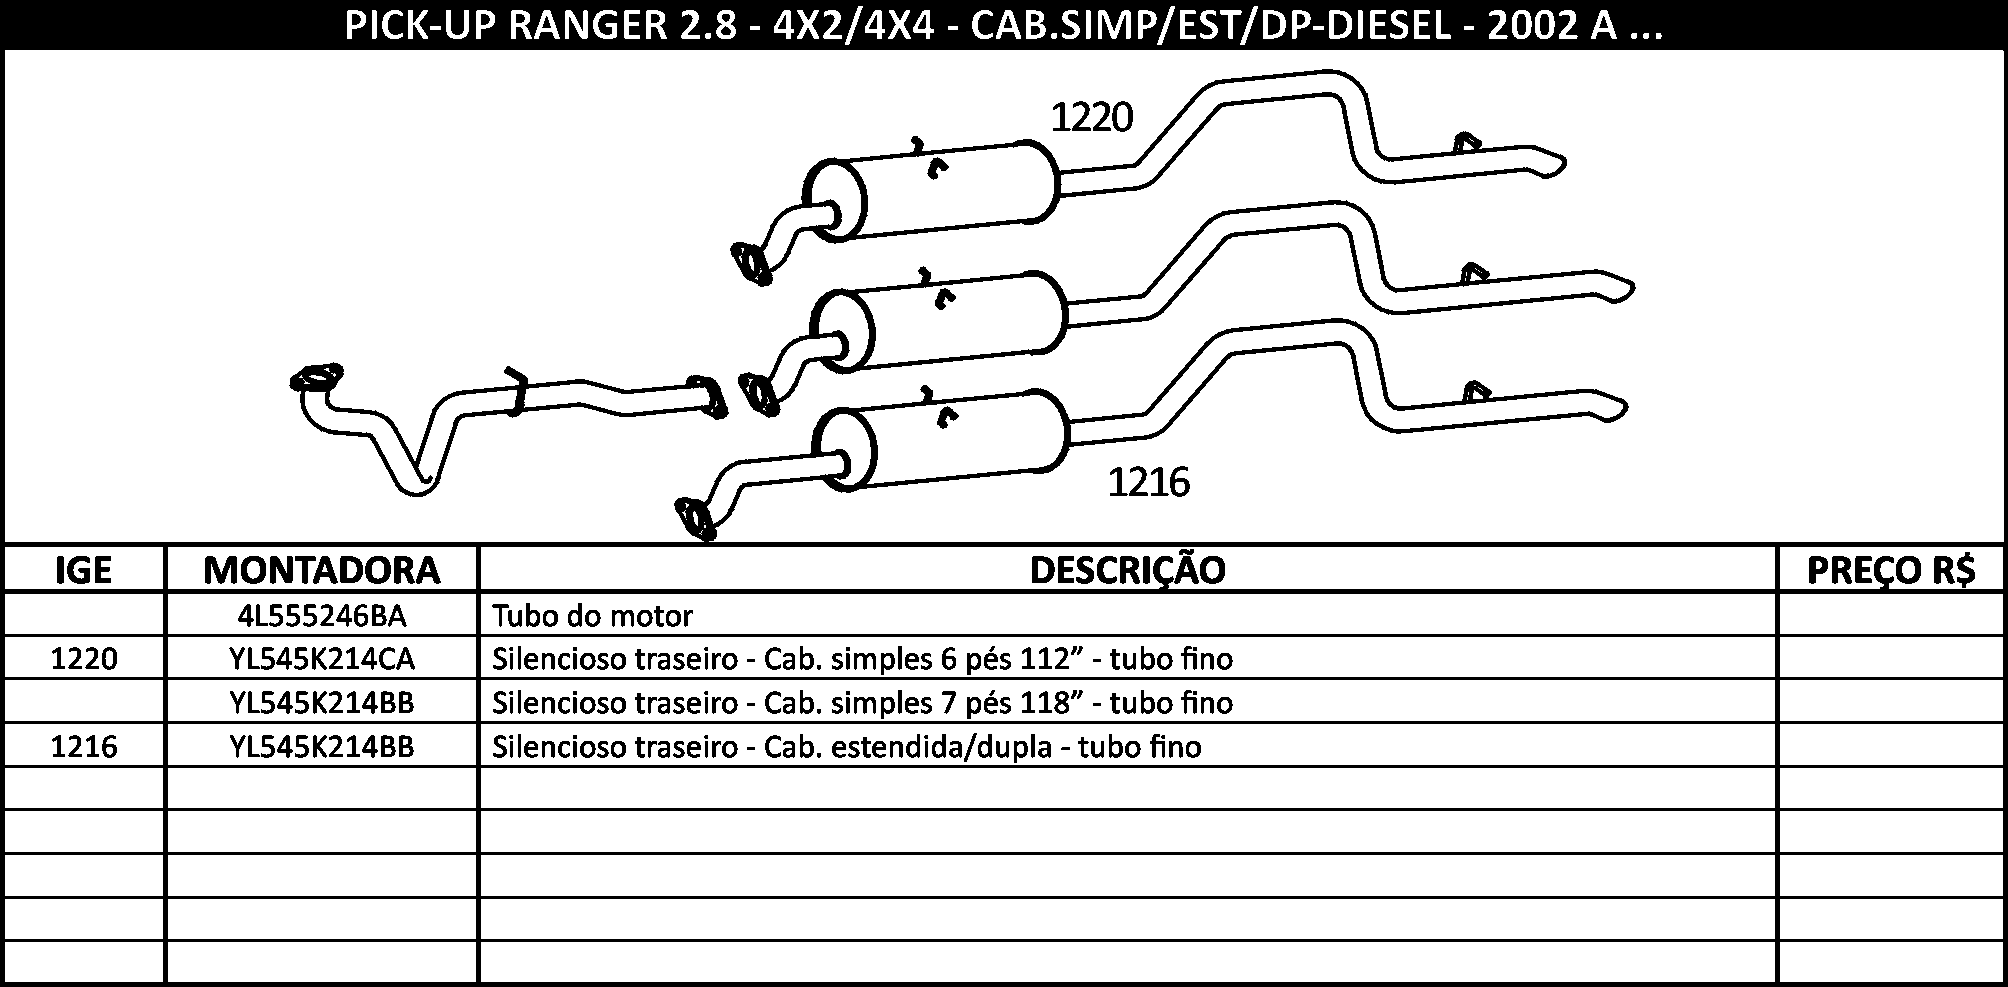 PICK-UP RANGER 2.8 - 4X2/4X4 - CAB.SIMP/EST/DP-DIESEL - 2002 A ...
1220
1216
IGE MONTADORA DESCRIÇÃO PREÇO R$
4L555246BA Tubo do motor
1220 YL545K214CA Silencioso traseiro - Cab. simples 6 pés 112” - tubo fino
YL545K214BB Silencioso traseiro - Cab. simples 7 pés 118” - tubo fino
1216 YL545K214BB Silencioso traseiro - Cab. estendida/dupla - tubo fino